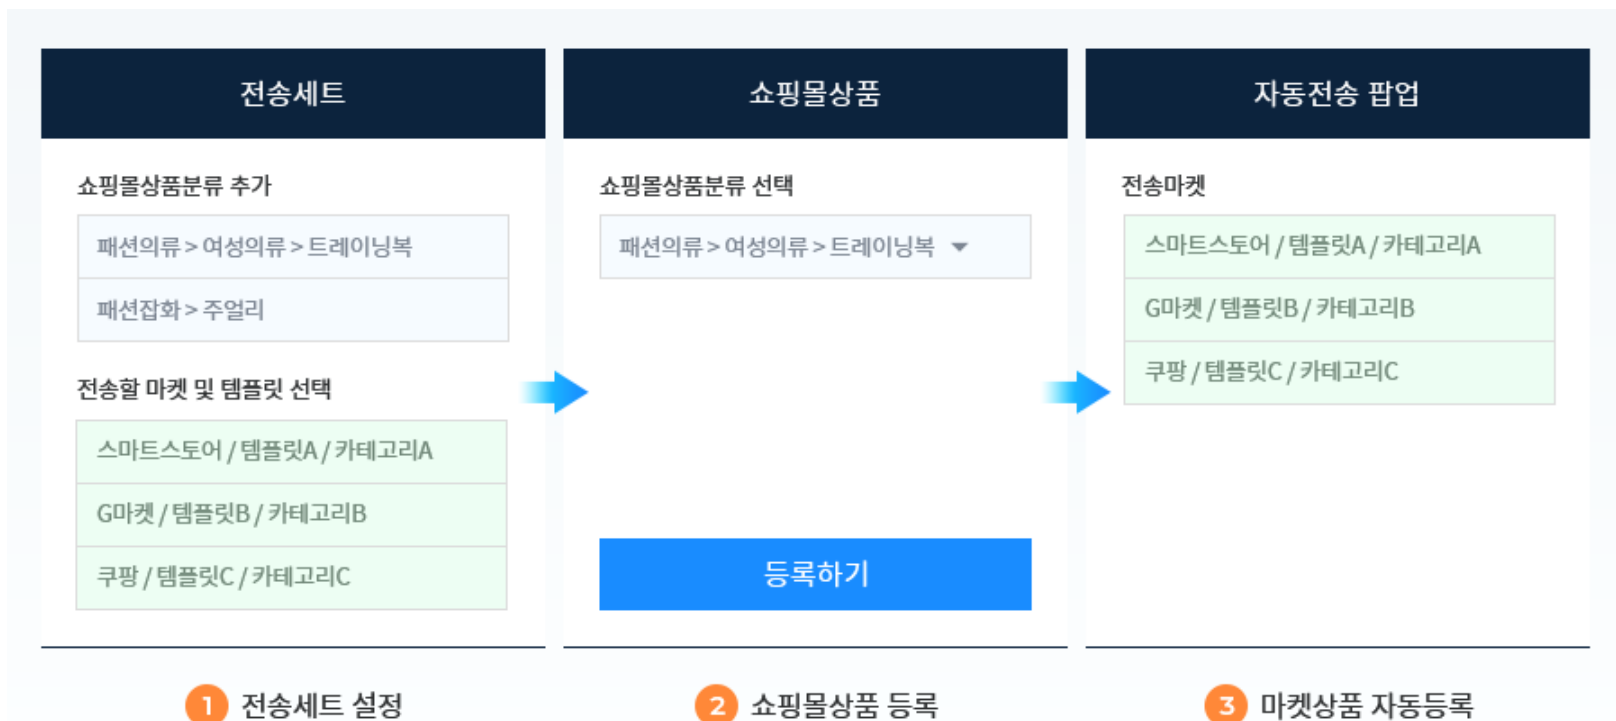 전송세트
쇼핑몰상품분류 추가
패션의류 > 여성의류 > 트레이닝복
패션잡화 > 주얼리
전송할 마켓 및 템플릿 선택
스마트스토어 / 템플릿A / 카테고리A
G마켓 / 템플릿B / 카테고리B
쿠팡 / 템플릿C / 카테고리C
1 전송세트 설정
쇼핑몰상품
쇼핑몰상품분류 선택
패션의류 > 여성의류 > 트레이닝복
등록하기
2 쇼핑몰상품 등록
자동전송 팝업
전송마켓
스마트스토어 / 템플릿A / 카테고리A
G마켓 / 템플릿B / 카테고리B
쿠팡 / 템플릿C / 카테고리C
3 마켓상품 자동등록